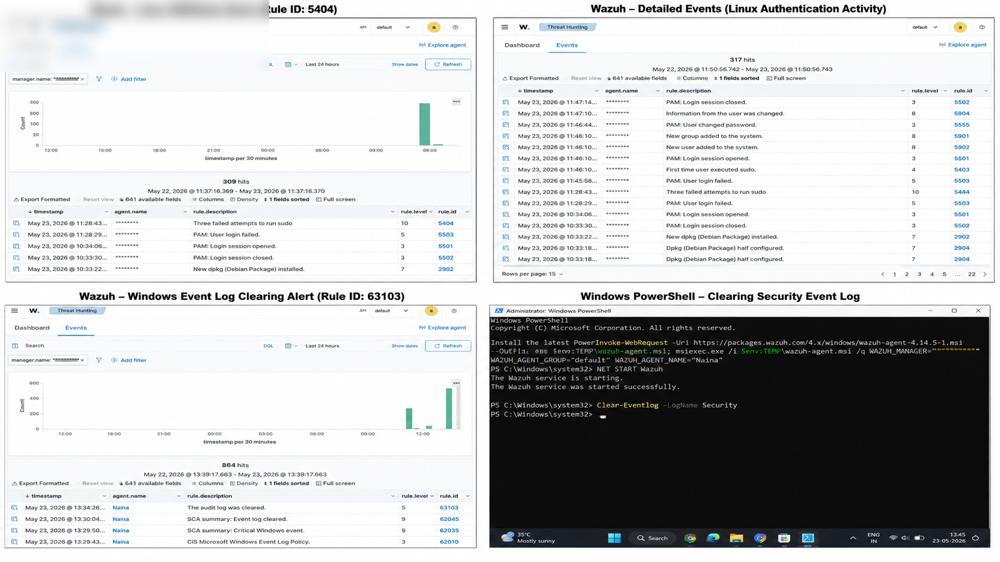 Rule ID: 5404)
API default a
Explore agent
QL Last 24 hours Show dates Refresh
manager.name: ********* × Add filter
300
300
100
20
0
Count
12:00 15:00 18:00 21:00 00:00 06:00 09:00 09:00
timestamp per 30 minutes
309 hits
May 22, 2026 @ 11:37:16.369 - May 23, 2026 @ 11:37:16.370
Export Formatted Reset view 641 available fields Columns Density 1 fields sorted Full screen
timestamp agent.name rule.description rule.level rule.id
May 23, 2026 @ 11:28:43... ******** Three failed attempts to run sudo 10 5404
May 23, 2026 @ 11:28:29... ******** PAM: User login failed. 5 5503
May 23, 2026 @ 10:34:06... ******** PAM: Login session opened. 3 5501
May 23, 2026 @ 10:33:30... ******** PAM: Login session closed. 3 5502
May 23, 2026 @ 10:33:22... ******** New dpkg (Debian Package) installed. 7 2902
Wazuh – Detailed Events (Linux Authentication Activity)
W. Threat Hunting default a
Dashboard Events Explore agent
317 hits
May 22, 2026 @ 11:50:56.742 - May 23, 2026 @ 11:50:56.743
Export Formatted Reset view 641 available fields Columno 1 fields sorted Full screen
timestamp agent.name rule.description rule.level rule.id
May 23, 2026 @ 11:47:14... ******** PAM: Login session closed. 3 5502
May 23, 2026 @ 11:47:10... ******** Information from the user was changed. 8 5904
May 23, 2026 @ 11:46:44... ******** PAM: User changed password. 3 5555
May 23, 2026 @ 11:46:10... ******** New group added to the system. 8 5901
May 23, 2026 @ 11:46:10... ******** New user added to the system. 8 5902
May 23, 2026 @ 11:46:10... ******** PAM: Login session opened. 3 5501
May 23, 2026 @ 11:46:10... ******** First time user executed sudo. 4 5403
May 23, 2026 @ 11:45:58... ******** PAM: User login failed. 5 5503
May 23, 2026 @ 11:28:43... ******** Three failed attempts to run sudo 10 5444
May 23, 2026 @ 11:28:29... ******** PAM: User login failed. 5 5503
May 23, 2026 @ 10:34:06... ******** PAM: Login session opened. 3 5501
May 23, 2026 @ 10:33:30... ******** PAM: Login session closed. 3 5502
May 23, 2026 @ 10:33:22... ******** New dpkg (Debian Package) installed. 7 2902
May 23, 2026 @ 10:33:18... ******** Dpkg (Debian Package) half configured. 7 2904
May 23, 2026 @ 10:33:18... ******** Dpkg (Debian Package) half configured. 7 2904
Rows per page: 15 < 1 2 3 4 5 ... 22 >
Wazuh – Windows Event Log Clearing Alert (Rule ID: 63103)
W. Threat Hunting default a
Dashboard Events Explore agent
Search DQL Last 24 hours Show dates Refresh
manager.name: ********* × Add filter
600
400
200
0
Count
12:00 18:00 21:00 00:00 03:00 06:00 09:00 12:00
timestamp per 30 minutes
864 hits
May 22, 2026 @ 13:39:17.663 - May 23, 2026 @ 13:39:17.663
Export Formatted Reset view 643 available fields Columns Density 1 fields sorted Full screen
timestamp agent.name rule.description rule.level rule.id
May 23, 2026 @ 13:34:26... Naina The audit log was cleared. 5 63103
May 23, 2026 @ 13:30:04... Naina SCA summary: Event log cleared. 9 62045
May 23, 2026 @ 13:29:50... Naina SCA summary: Critical Windows event. 9 62035
May 23, 2026 @ 13:29:43... Naina CIS Microsoft Windows Event Log Policy. 3 62010
Windows PowerShell – Clearing Security Event Log
Administrator: Windows PowerShell
Windows PowerShell
Copyright (C) Microsoft Corporation. All rights reserved.
Install the latest PowerInvoke-WebRequest -Uri https://packages.wazuh.com/4.x/windows/wazuh-agent-4.14.5-1.msi
$env:TEMP\wazuh-agent.msi; msiexec.exe /i $env:TEMP\wazuh-agent.msi /q WAZUH_MANAGER="*********"
WAZUH_AGENT_GROUP="default" WAZUH_AGENT_NAME="Naina"
PS C:\Windows\system32> NET START Wazuh
The Wazuh service is starting.
The Wazuh service was started successfully.
PS C:\Windows\system32> Clear-Eventlog -LogName Security
PS C:\Windows\system32>
35°C
Mostly sunny
Search
ENG
IN
13.45
23-05-2026